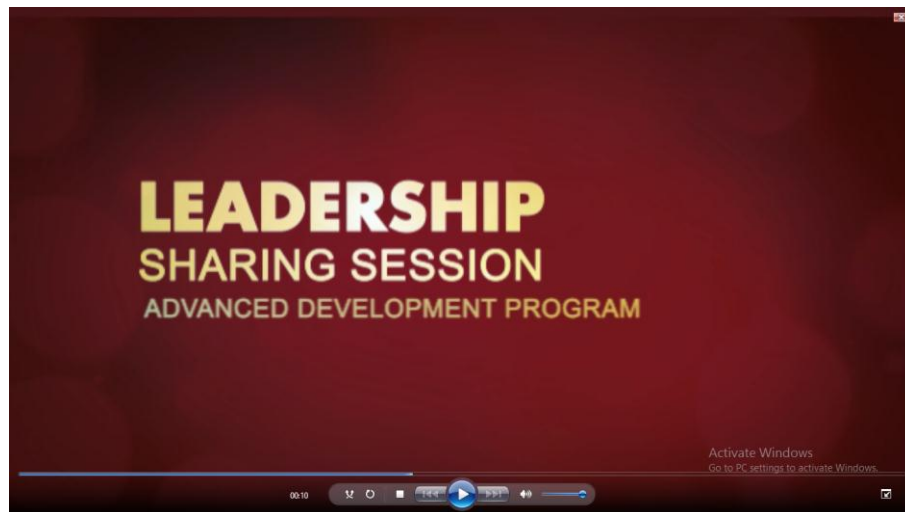 LEADERSHIP
SHARING SESSION
ADVANCED DEVELOPMENT PROGRAM
Activate Windows
Go to PC settings to activate Windows.
00:10